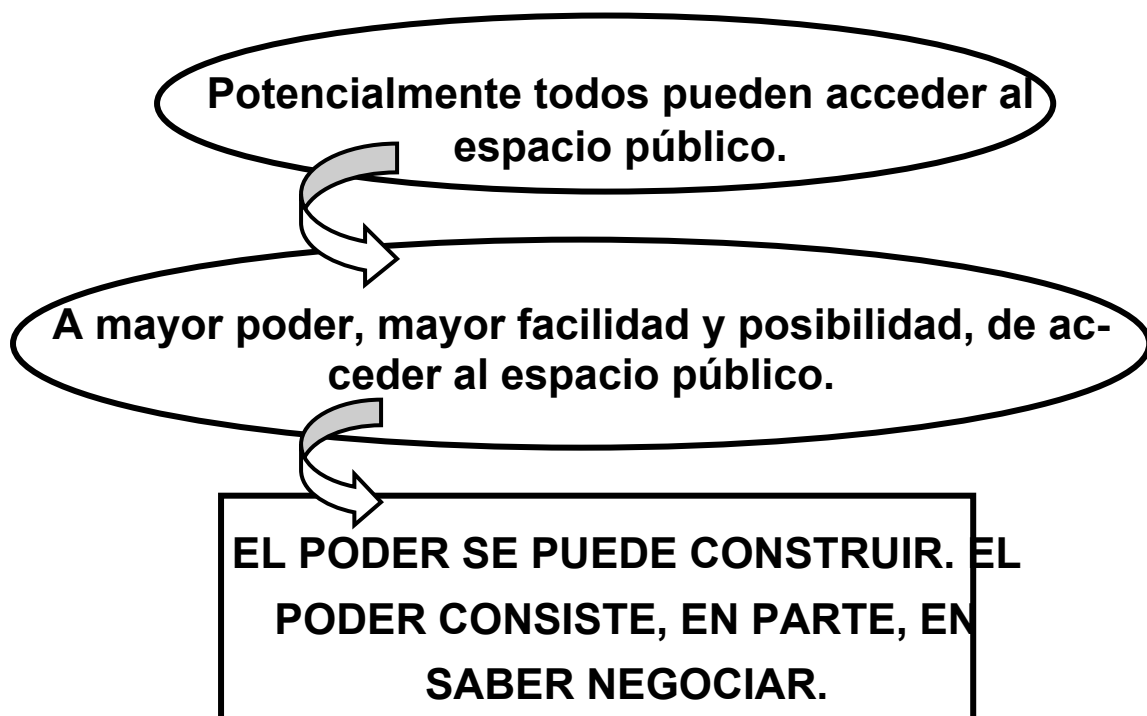 Potencialmente todos pueden acceder al
espacio público.
A mayor poder, mayor facilidad y posibilidad, de ac-
ceder al espacio público.
EL PODER SE PUEDE CONSTRUIR. EL
PODER CONSISTE, EN PARTE, EN
SABER NEGOCIAR.